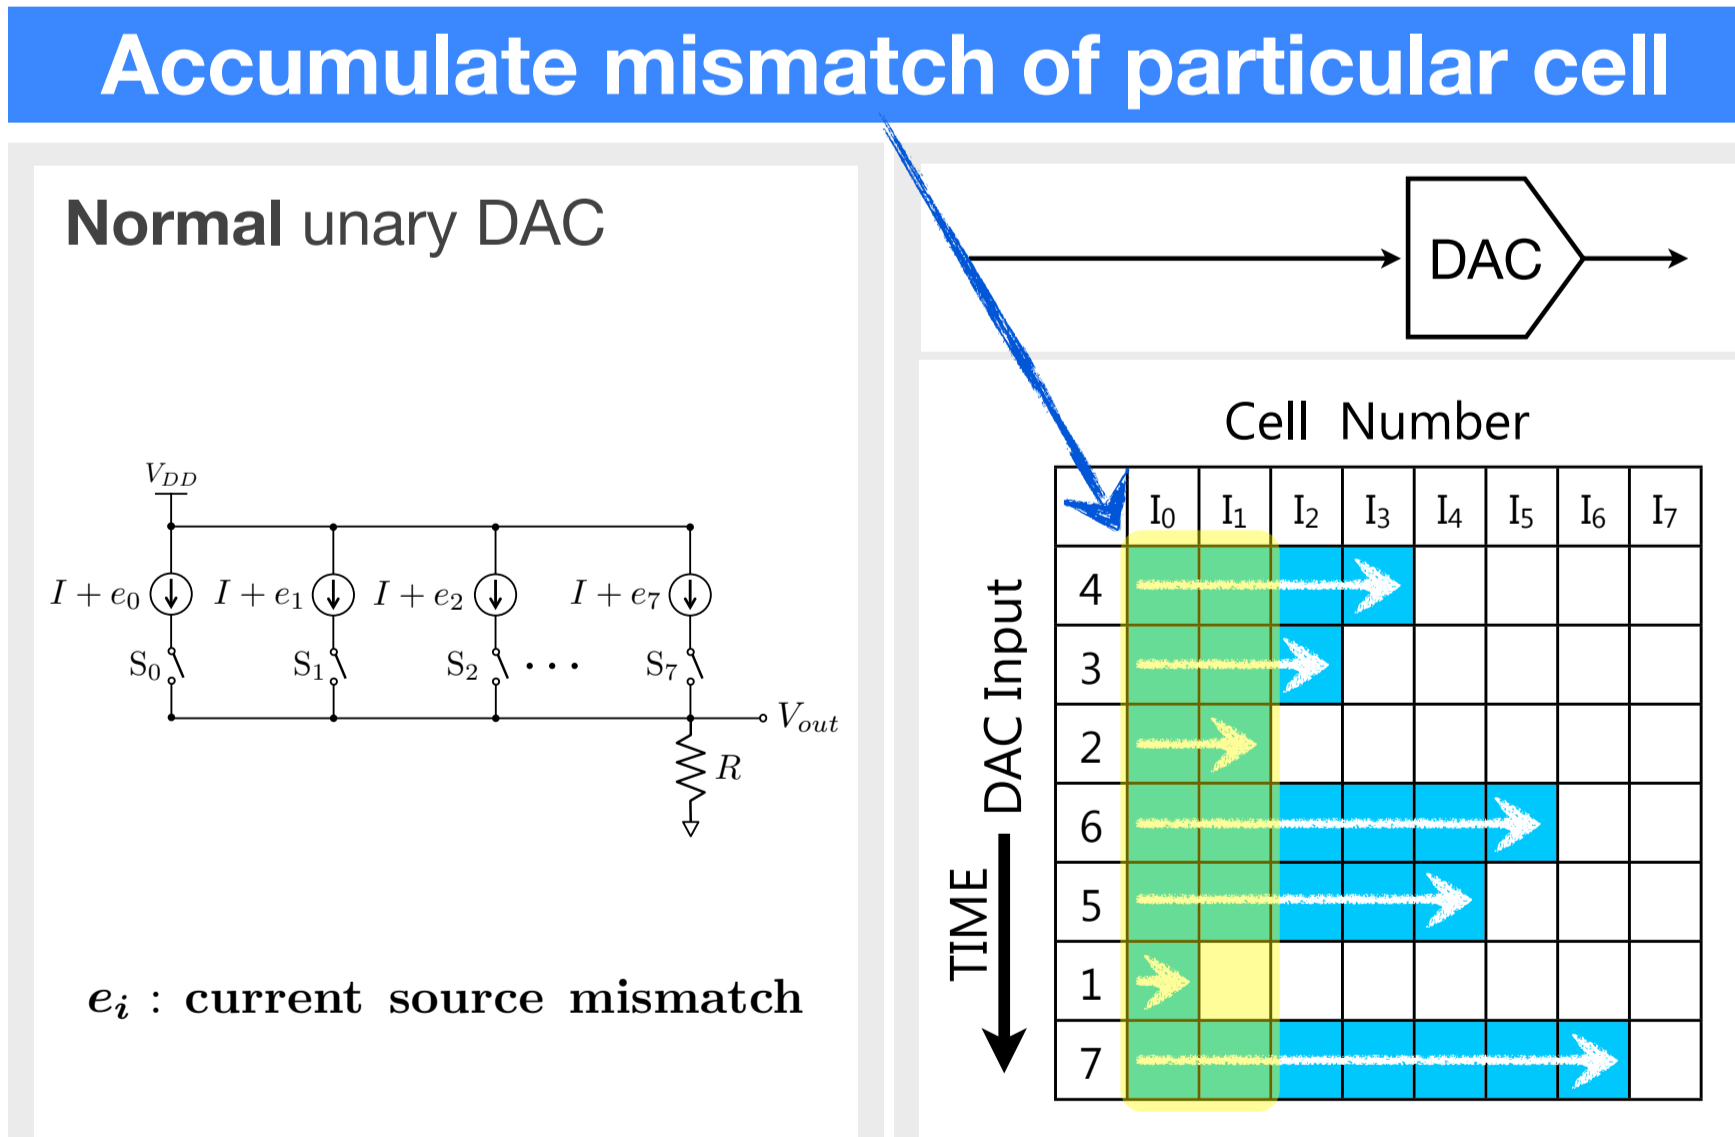 Accumulate mismatch of particular cell
Normal unary DAC
V_DD
I + e_0 I + e_1 I + e_2 I + e_7
S_0 S_1 S_2 ··· S_7
V_out
R
e_i : current source mismatch
DAC
Cell Number
I_0 I_1 I_2 I_3 I_4 I_5 I_6 I_7
DAC Input
TIME
4
3
2
6
5
1
7